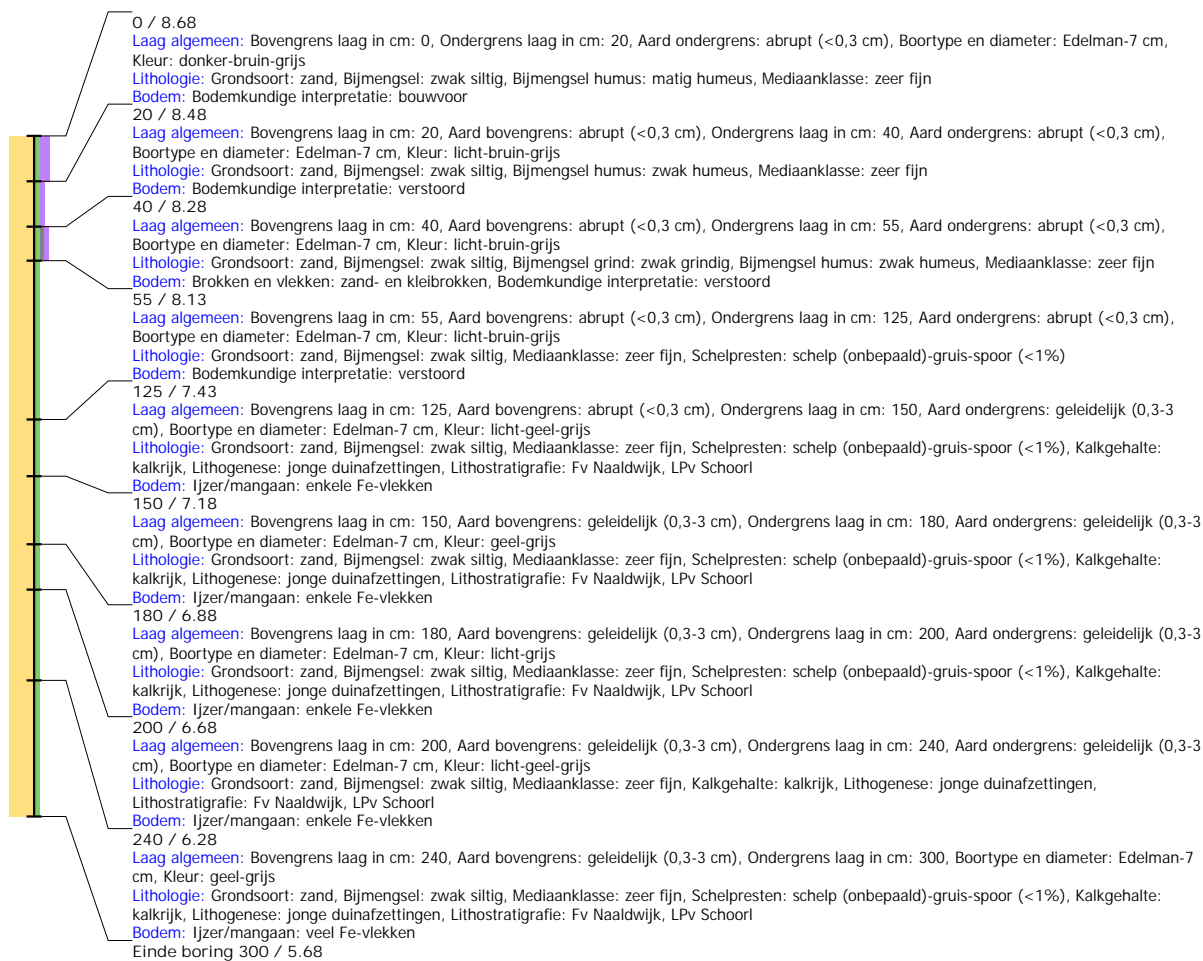 0 / 8.68
Laag algemeen: Bovengrens laag in cm: 0, Ondergrens laag in cm: 20, Aard ondergrens: abrupt (<0,3 cm), Boortype en diameter: Edelman-7 cm,
Kleur: donker-bruin-grijs
Lithologie: Grondsoort: zand, Bijmengsel: zwak siltig, Bijmengsel humus: matig humeus, Mediaanklasse: zeer fijn
Bodem: Bodemkundige interpretatie: bouwvoor
20 / 8.48
Laag algemeen: Bovengrens laag in cm: 20, Aard bovengrens: abrupt (<0,3 cm), Ondergrens laag in cm: 40, Aard ondergrens: abrupt (<0,3 cm),
Boortype en diameter: Edelman-7 cm, Kleur: licht-bruin-grijs
Lithologie: Grondsoort: zand, Bijmengsel: zwak siltig, Bijmengsel humus: zwak humeus, Mediaanklasse: zeer fijn
Bodem: Bodemkundige interpretatie: verstoord
40 / 8.28
Laag algemeen: Bovengrens laag in cm: 40, Aard bovengrens: abrupt (<0,3 cm), Ondergrens laag in cm: 55, Aard ondergrens: abrupt (<0,3 cm),
Boortype en diameter: Edelman-7 cm, Kleur: licht-bruin-grijs
Lithologie: Grondsoort: zand, Bijmengsel: zwak siltig, Bijmengsel grind: zwak grindig, Bijmengsel humus: zwak humeus, Mediaanklasse: zeer fijn
Bodem: Brokken en vlekken: zand- en kleibrokken, Bodemkundige interpretatie: verstoord
55 / 8.13
Laag algemeen: Bovengrens laag in cm: 55, Aard bovengrens: abrupt (<0,3 cm), Ondergrens laag in cm: 125, Aard ondergrens: abrupt (<0,3 cm),
Boortype en diameter: Edelman-7 cm, Kleur: licht-bruin-grijs
Lithologie: Grondsoort: zand, Bijmengsel: zwak siltig, Mediaanklasse: zeer fijn, Schelpresten: schelp (onbepaald)-gruis-spoor (<1%)
Bodem: Bodemkundige interpretatie: verstoord
125 / 7.43
Laag algemeen: Bovengrens laag in cm: 125, Aard bovengrens: abrupt (<0,3 cm), Ondergrens laag in cm: 150, Aard ondergrens: geleidelijk (0,3-3
cm), Boortype en diameter: Edelman-7 cm, Kleur: licht-geel-grijs
Lithologie: Grondsoort: zand, Bijmengsel: zwak siltig, Mediaanklasse: zeer fijn, Schelpresten: schelp (onbepaald)-gruis-spoor (<1%), Kalkgehalte:
kalkrijk, Lithogenese: jonge duinafzettingen, Lithostratigrafie: Fv Naaldwijk, LPv Schoorl
Bodem: Ijzer/mangaan: enkele Fe-vlekken
150 / 7.18
Laag algemeen: Bovengrens laag in cm: 150, Aard bovengrens: geleidelijk (0,3-3 cm), Ondergrens laag in cm: 180, Aard ondergrens: geleidelijk (0,3-3
cm), Boortype en diameter: Edelman-7 cm, Kleur: geel-grijs
Lithologie: Grondsoort: zand, Bijmengsel: zwak siltig, Mediaanklasse: zeer fijn, Schelpresten: schelp (onbepaald)-gruis-spoor (<1%), Kalkgehalte:
kalkrijk, Lithogenese: jonge duinafzettingen, Lithostratigrafie: Fv Naaldwijk, LPv Schoorl
Bodem: Ijzer/mangaan: enkele Fe-vlekken
180 / 6.88
Laag algemeen: Bovengrens laag in cm: 180, Aard bovengrens: geleidelijk (0,3-3 cm), Ondergrens laag in cm: 200, Aard ondergrens: geleidelijk (0,3-3
cm), Boortype en diameter: Edelman-7 cm, Kleur: licht-grijs
Lithologie: Grondsoort: zand, Bijmengsel: zwak siltig, Mediaanklasse: zeer fijn, Schelpresten: schelp (onbepaald)-gruis-spoor (<1%), Kalkgehalte:
kalkrijk, Lithogenese: jonge duinafzettingen, Lithostratigrafie: Fv Naaldwijk, LPv Schoorl
Bodem: Ijzer/mangaan: enkele Fe-vlekken
200 / 6.68
Laag algemeen: Bovengrens laag in cm: 200, Aard bovengrens: geleidelijk (0,3-3 cm), Ondergrens laag in cm: 240, Aard ondergrens: geleidelijk (0,3-3
cm), Boortype en diameter: Edelman-7 cm, Kleur: licht-geel-grijs
Lithologie: Grondsoort: zand, Bijmengsel: zwak siltig, Mediaanklasse: zeer fijn, Kalkgehalte: kalkrijk, Lithogenese: jonge duinafzettingen,
Lithostratigrafie: Fv Naaldwijk, LPv Schoorl
Bodem: Ijzer/mangaan: enkele Fe-vlekken
240 / 6.28
Laag algemeen: Bovengrens laag in cm: 240, Aard bovengrens: geleidelijk (0,3-3 cm), Ondergrens laag in cm: 300, Boortype en diameter: Edelman-7
cm, Kleur: geel-grijs
Lithologie: Grondsoort: zand, Bijmengsel: zwak siltig, Mediaanklasse: zeer fijn, Schelpresten: schelp (onbepaald)-gruis-spoor (<1%), Kalkgehalte:
kalkrijk, Lithogenese: jonge duinafzettingen, Lithostratigrafie: Fv Naaldwijk, LPv Schoorl
Bodem: Ijzer/mangaan: veel Fe-vlekken
Einde boring 300 / 5.68